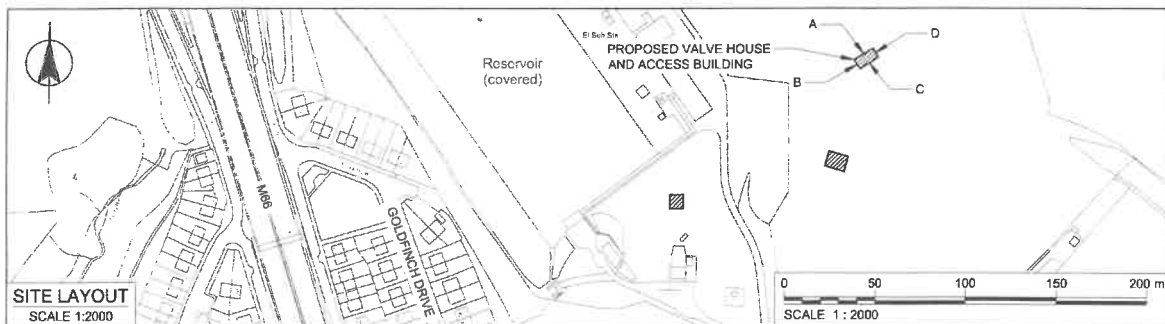 El Sub Sta
A
D
PROPOSED VALVE HOUSE
AND ACCESS BUILDING
B
C
Reservoir
(covered)
M66
GOLDFINCH DRIVE
SITE LAYOUT
SCALE 1:2000
0 50 100 150 200 m
SCALE 1 : 2000